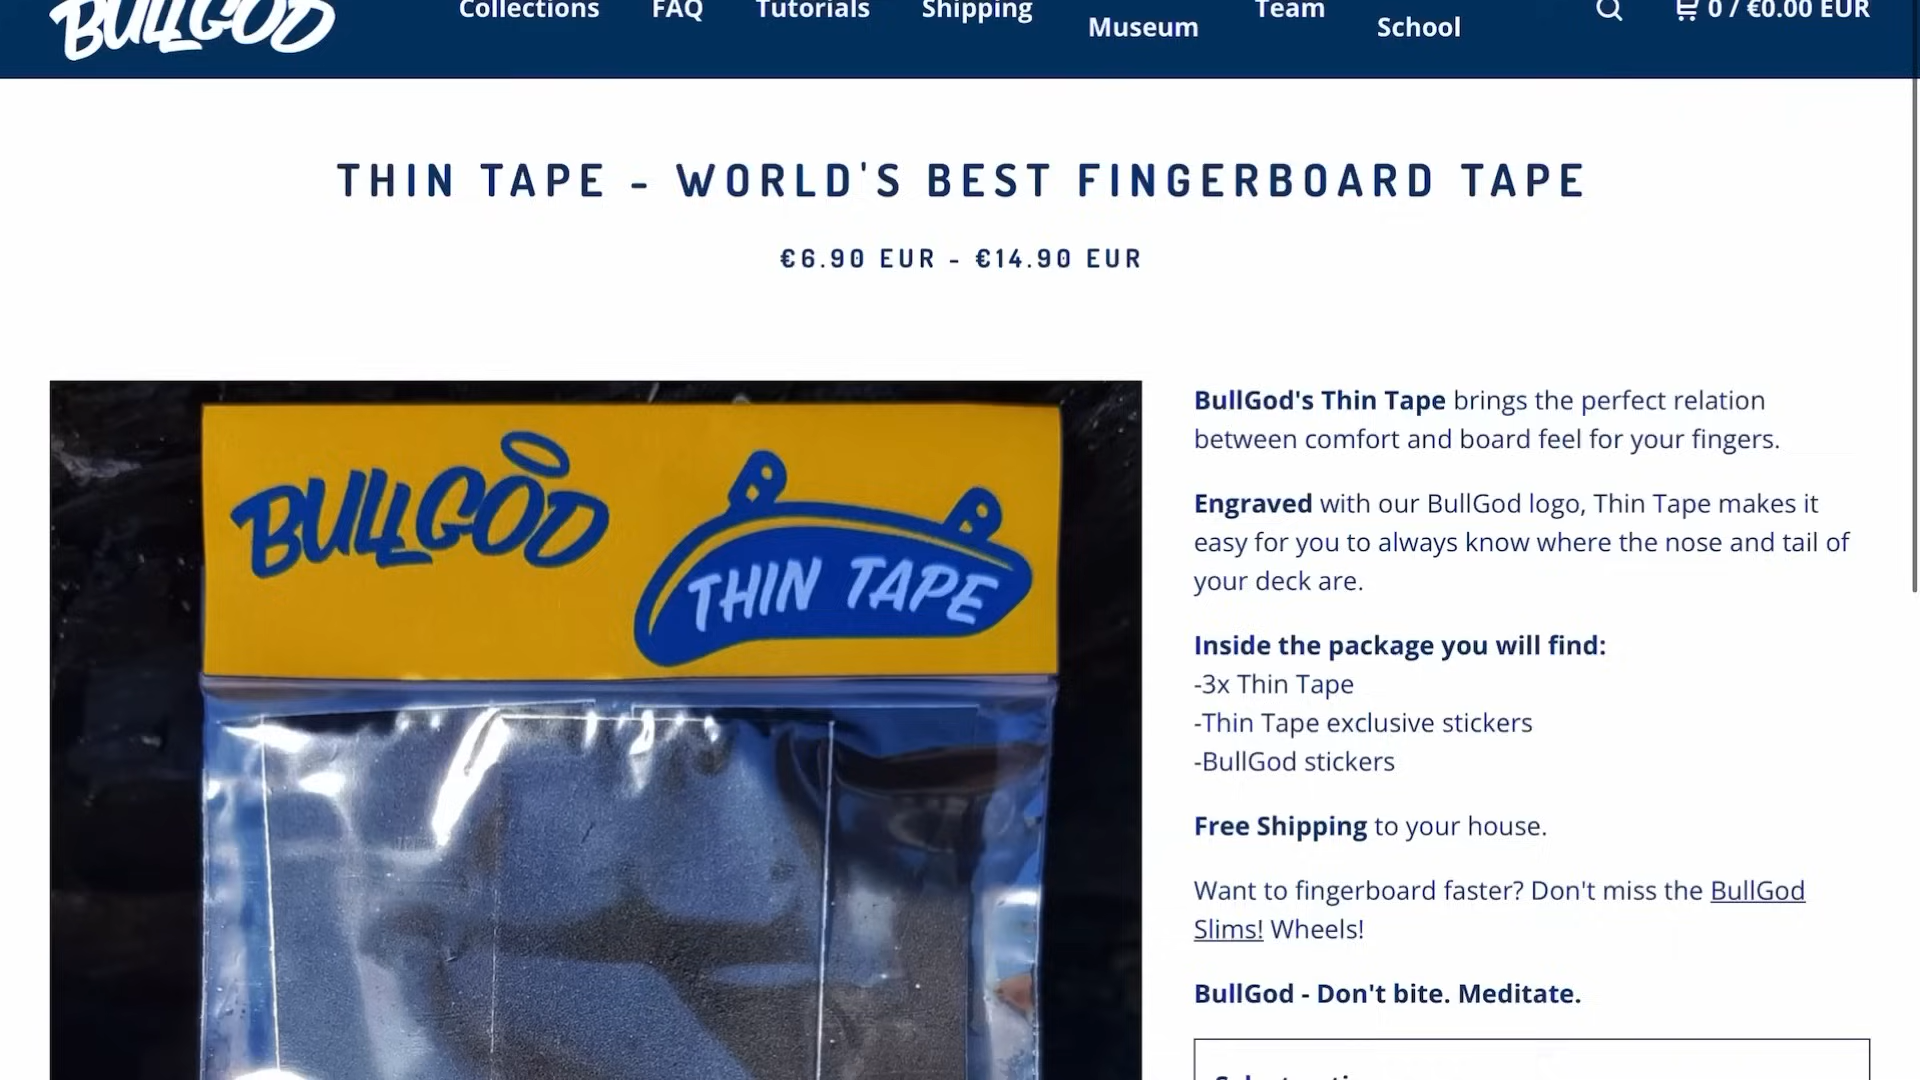 BULLGOD
Collections FAQ Tutorials Shipping Museum Team School 0 / €0.00 EUR
THIN TAPE - WORLD'S BEST FINGERBOARD TAPE
€6.90 EUR - €14.90 EUR
BULLGOD
THIN TAPE
BullGod's Thin Tape brings the perfect relation
between comfort and board feel for your fingers.
Engraved with our BullGod logo, Thin Tape makes it
easy for you to always know where the nose and tail of
your deck are.
Inside the package you will find:
-3x Thin Tape
-Thin Tape exclusive stickers
-BullGod stickers
Free Shipping to your house.
Want to fingerboard faster? Don't miss the BullGod
Slims! Wheels!
BullGod - Don't bite. Meditate.